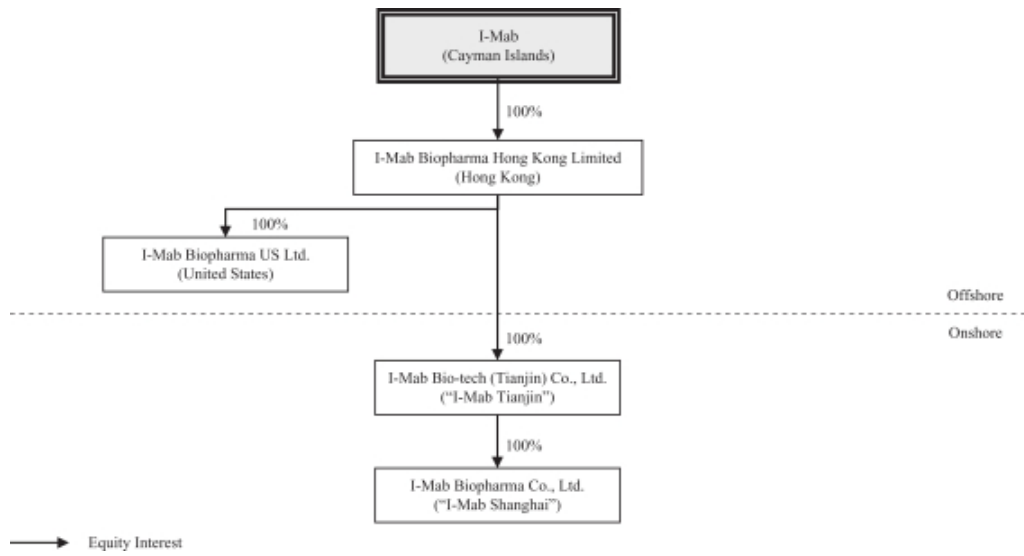 I-Mab
(Cayman Islands)
100%
I-Mab Biopharma Hong Kong Limited
(Hong Kong)
100%
I-Mab Biopharma US Ltd.
(United States)
Offshore
Onshore
100%
I-Mab Bio-tech (Tianjin) Co., Ltd.
(“I-Mab Tianjin”)
100%
I-Mab Biopharma Co., Ltd.
(“I-Mab Shanghai”)
Equity Interest